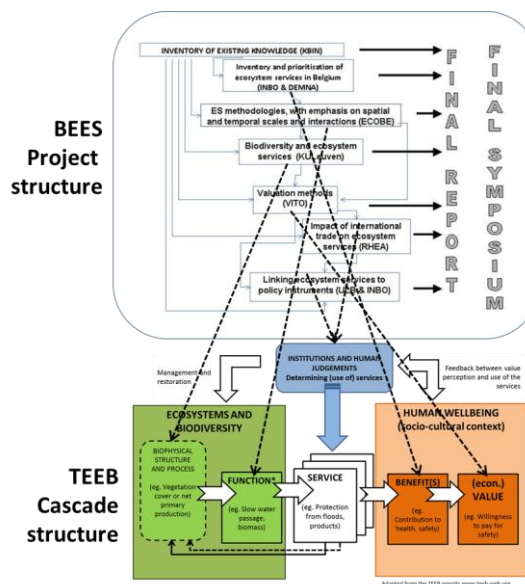 BEES
Project
structure
INVENTORY OF EXISTING KNOWLEDGE (KBIN)
Inventory and prioritisation of
ecosystem services in Belgium
(INBO & DEMNA)
ES methodologies, with emphasis on spatial
and temporal scales and interactions (ECOBE)
Biodiversity and ecosystem
services (KULeuven)
Valuation methods
(VITO)
Impact of international
trade on ecosystem
services (RHEA)
Linking ecosystem services to
policy instruments (ULB & INBO)
FINAL REPORT
FINAL SYMPOSIUM
Management and
restoration
INSTITUTIONS AND HUMAN
JUDGEMENTS
Determining (use of) services
Feedback between value
perception and use of the
services
TEEB
Cascade
structure
ECOSYSTEMS AND
BIODIVERSITY
BIOPHYSICAL
STRUCTURE
AND PROCESS
(eg. Vegetation
cover or net
primary
production)
FUNCTION*
(eg. Slow water
passage,
biomass)
SERVICE
(eg. Protection
from floods,
products)
HUMAN WELLBEING
(socio-cultural context)
BENEFIT(S)
(eg.
Contribution to
health, safety)
(econ.)
VALUE
(eg. Willingness
to pay for
safety)